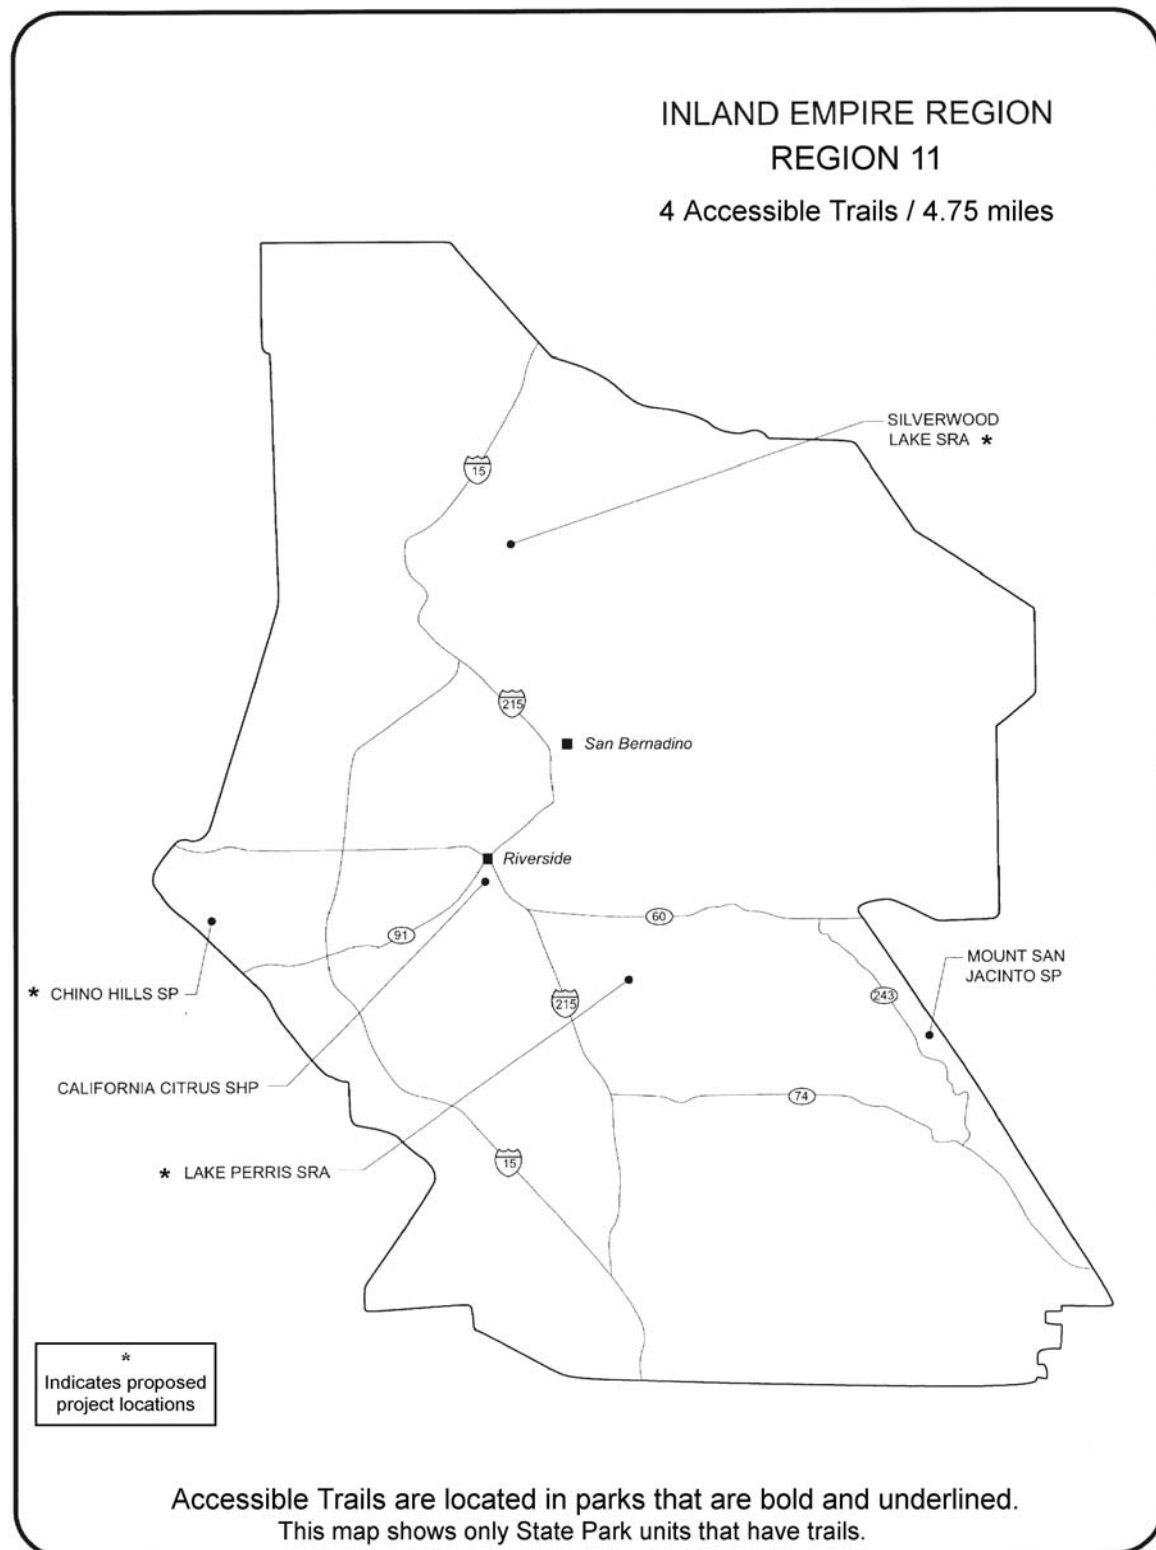 INLAND EMPIRE REGION
REGION 11
4 Accessible Trails / 4.75 miles
SILVERWOOD
LAKE SRA *
15
215
San Bernadino
Riverside
60
91
MOUNT SAN
JACINTO SP
* CHINO HILLS SP
243
215
CALIFORNIA CITRUS SHP
74
15
* LAKE PERRIS SRA
*
Indicates proposed
project locations
Accessible Trails are located in parks that are bold and underlined.
This map shows only State Park units that have trails.